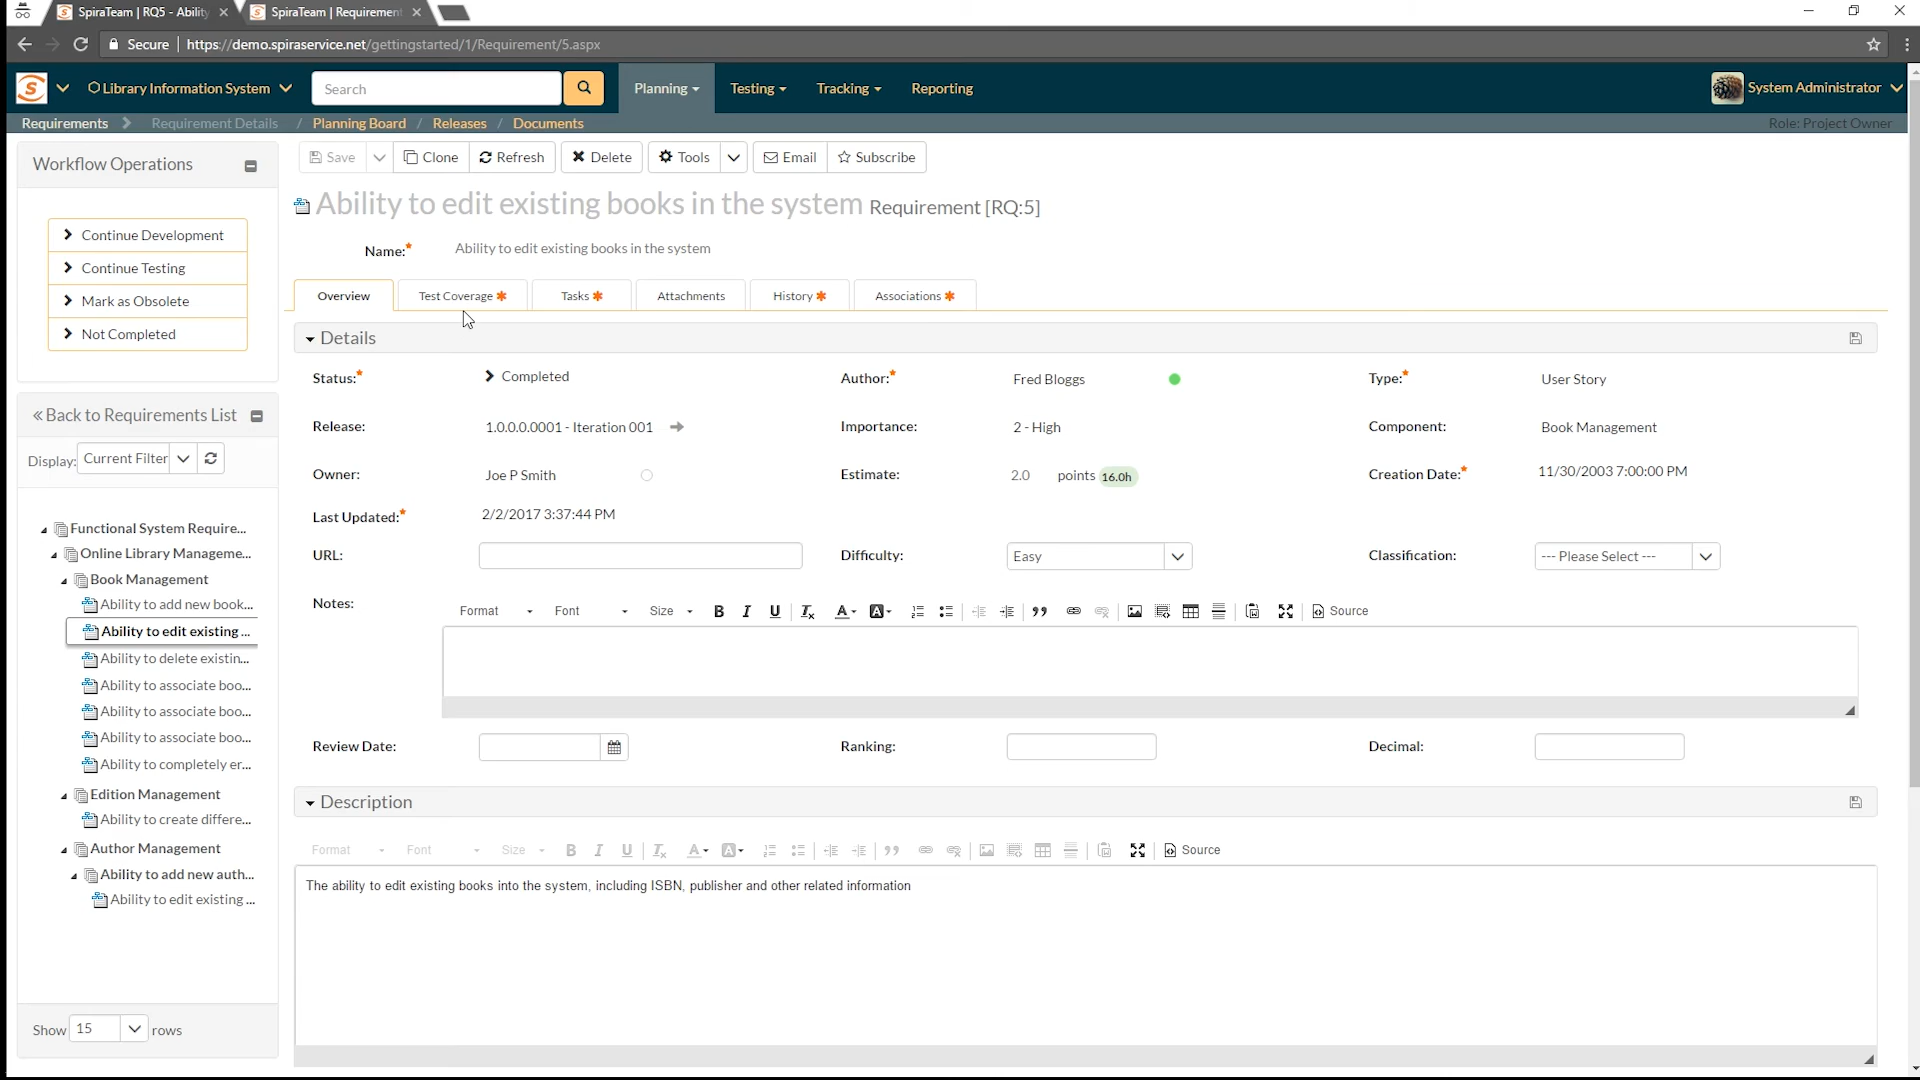 SpiraTeam | RQ5 - Ability
SpiraTeam | Requirement
Secure | https://demo.spiraservice.net/gettingstarted/1/Requirement/5.aspx
Library Information System
Search
Planning
Testing
Tracking
Reporting
System Administrator
Requirements
Requirement Details / Planning Board / Releases / Documents
Role: Project Owner
Workflow Operations
Continue Development
Continue Testing
Mark as Obsolete
Not Completed
«Back to Requirements List
Display: Current Filter
Functional System Require...
Online Library Manageme...
Book Management
Ability to add new book...
Ability to edit existing ...
Ability to delete existin...
Ability to associate boo...
Ability to associate boo...
Ability to associate boo...
Ability to completely er...
Edition Management
Ability to create differe...
Author Management
Ability to add new auth...
Ability to edit existing ...
Show 15 rows
Save
Clone
Refresh
Delete
Tools
Email
Subscribe
Ability to edit existing books in the system Requirement [RQ:5]
Name:* Ability to edit existing books in the system
Overview
Test Coverage *
Tasks *
Attachments
History *
Associations *
Details
Status:* Completed Author:* Fred Bloggs Type:* User Story
Release: 1.0.0.0.0001 - Iteration 001 Importance: 2 - High Component: Book Management
Owner: Joe P Smith Estimate: 2.0 points 16.0h Creation Date:* 11/30/2003 7:00:00 PM
Last Updated:* 2/2/2017 3:37:44 PM
URL: Difficulty: Easy Classification: --- Please Select ---
Notes: Format Font Size B I U Tx A A Source
Review Date: Ranking: Decimal:
Description
Format Font Size B I U Tx A A Source
The ability to edit existing books into the system, including ISBN, publisher and other related information